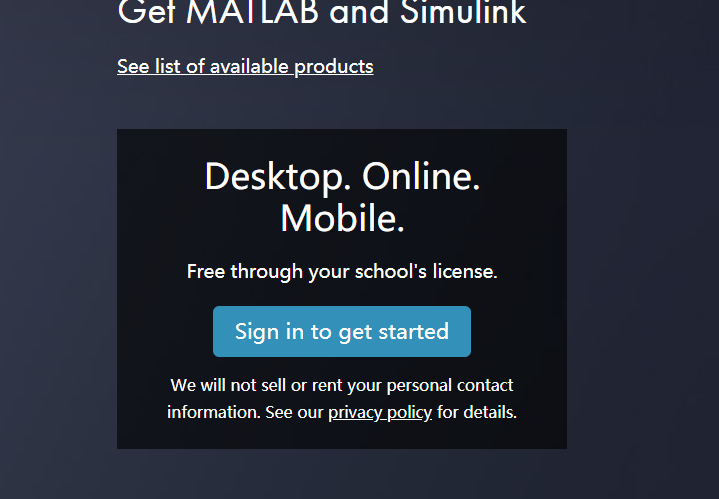 Get MATLAB and Simulink
See list of available products
Desktop. Online.
Mobile.
Free through your school's license.
Sign in to get started
We will not sell or rent your personal contact
information. See our privacy policy for details.